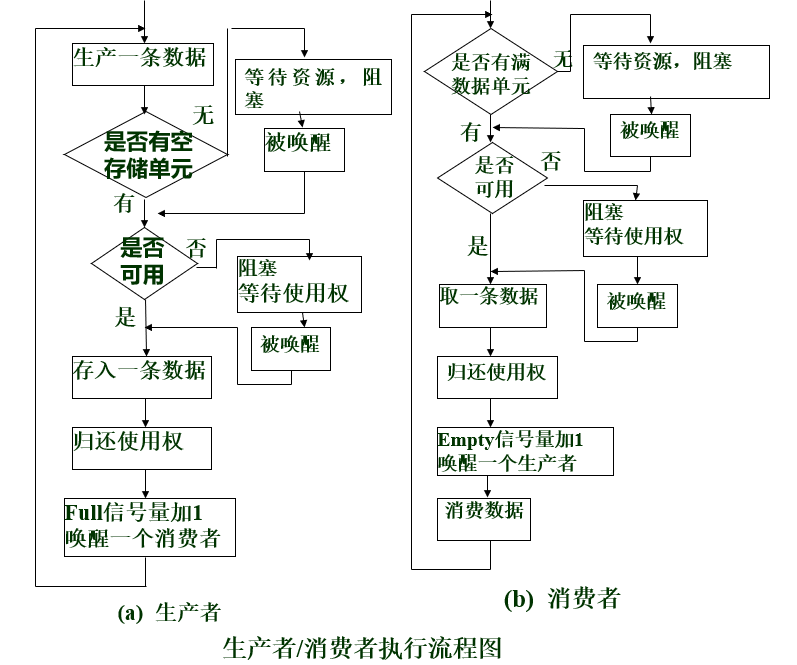 生产一条数据
等待资源，阻
塞
无
是否有空
存储单元
被唤醒
有
是否
可用
否
阻塞
等待使用权
是
被唤醒
存入一条数据
归还使用权
Full信号量加1
唤醒一个消费者
(a) 生产者
是否有满
数据单元
无
等待资源，阻塞
被唤醒
有
是否
可用
否
阻塞
等待使用权
是
取一条数据
被唤醒
归还使用权
Empty信号量加1
唤醒一个生产者
消费数据
(b) 消费者
生产者/消费者执行流程图